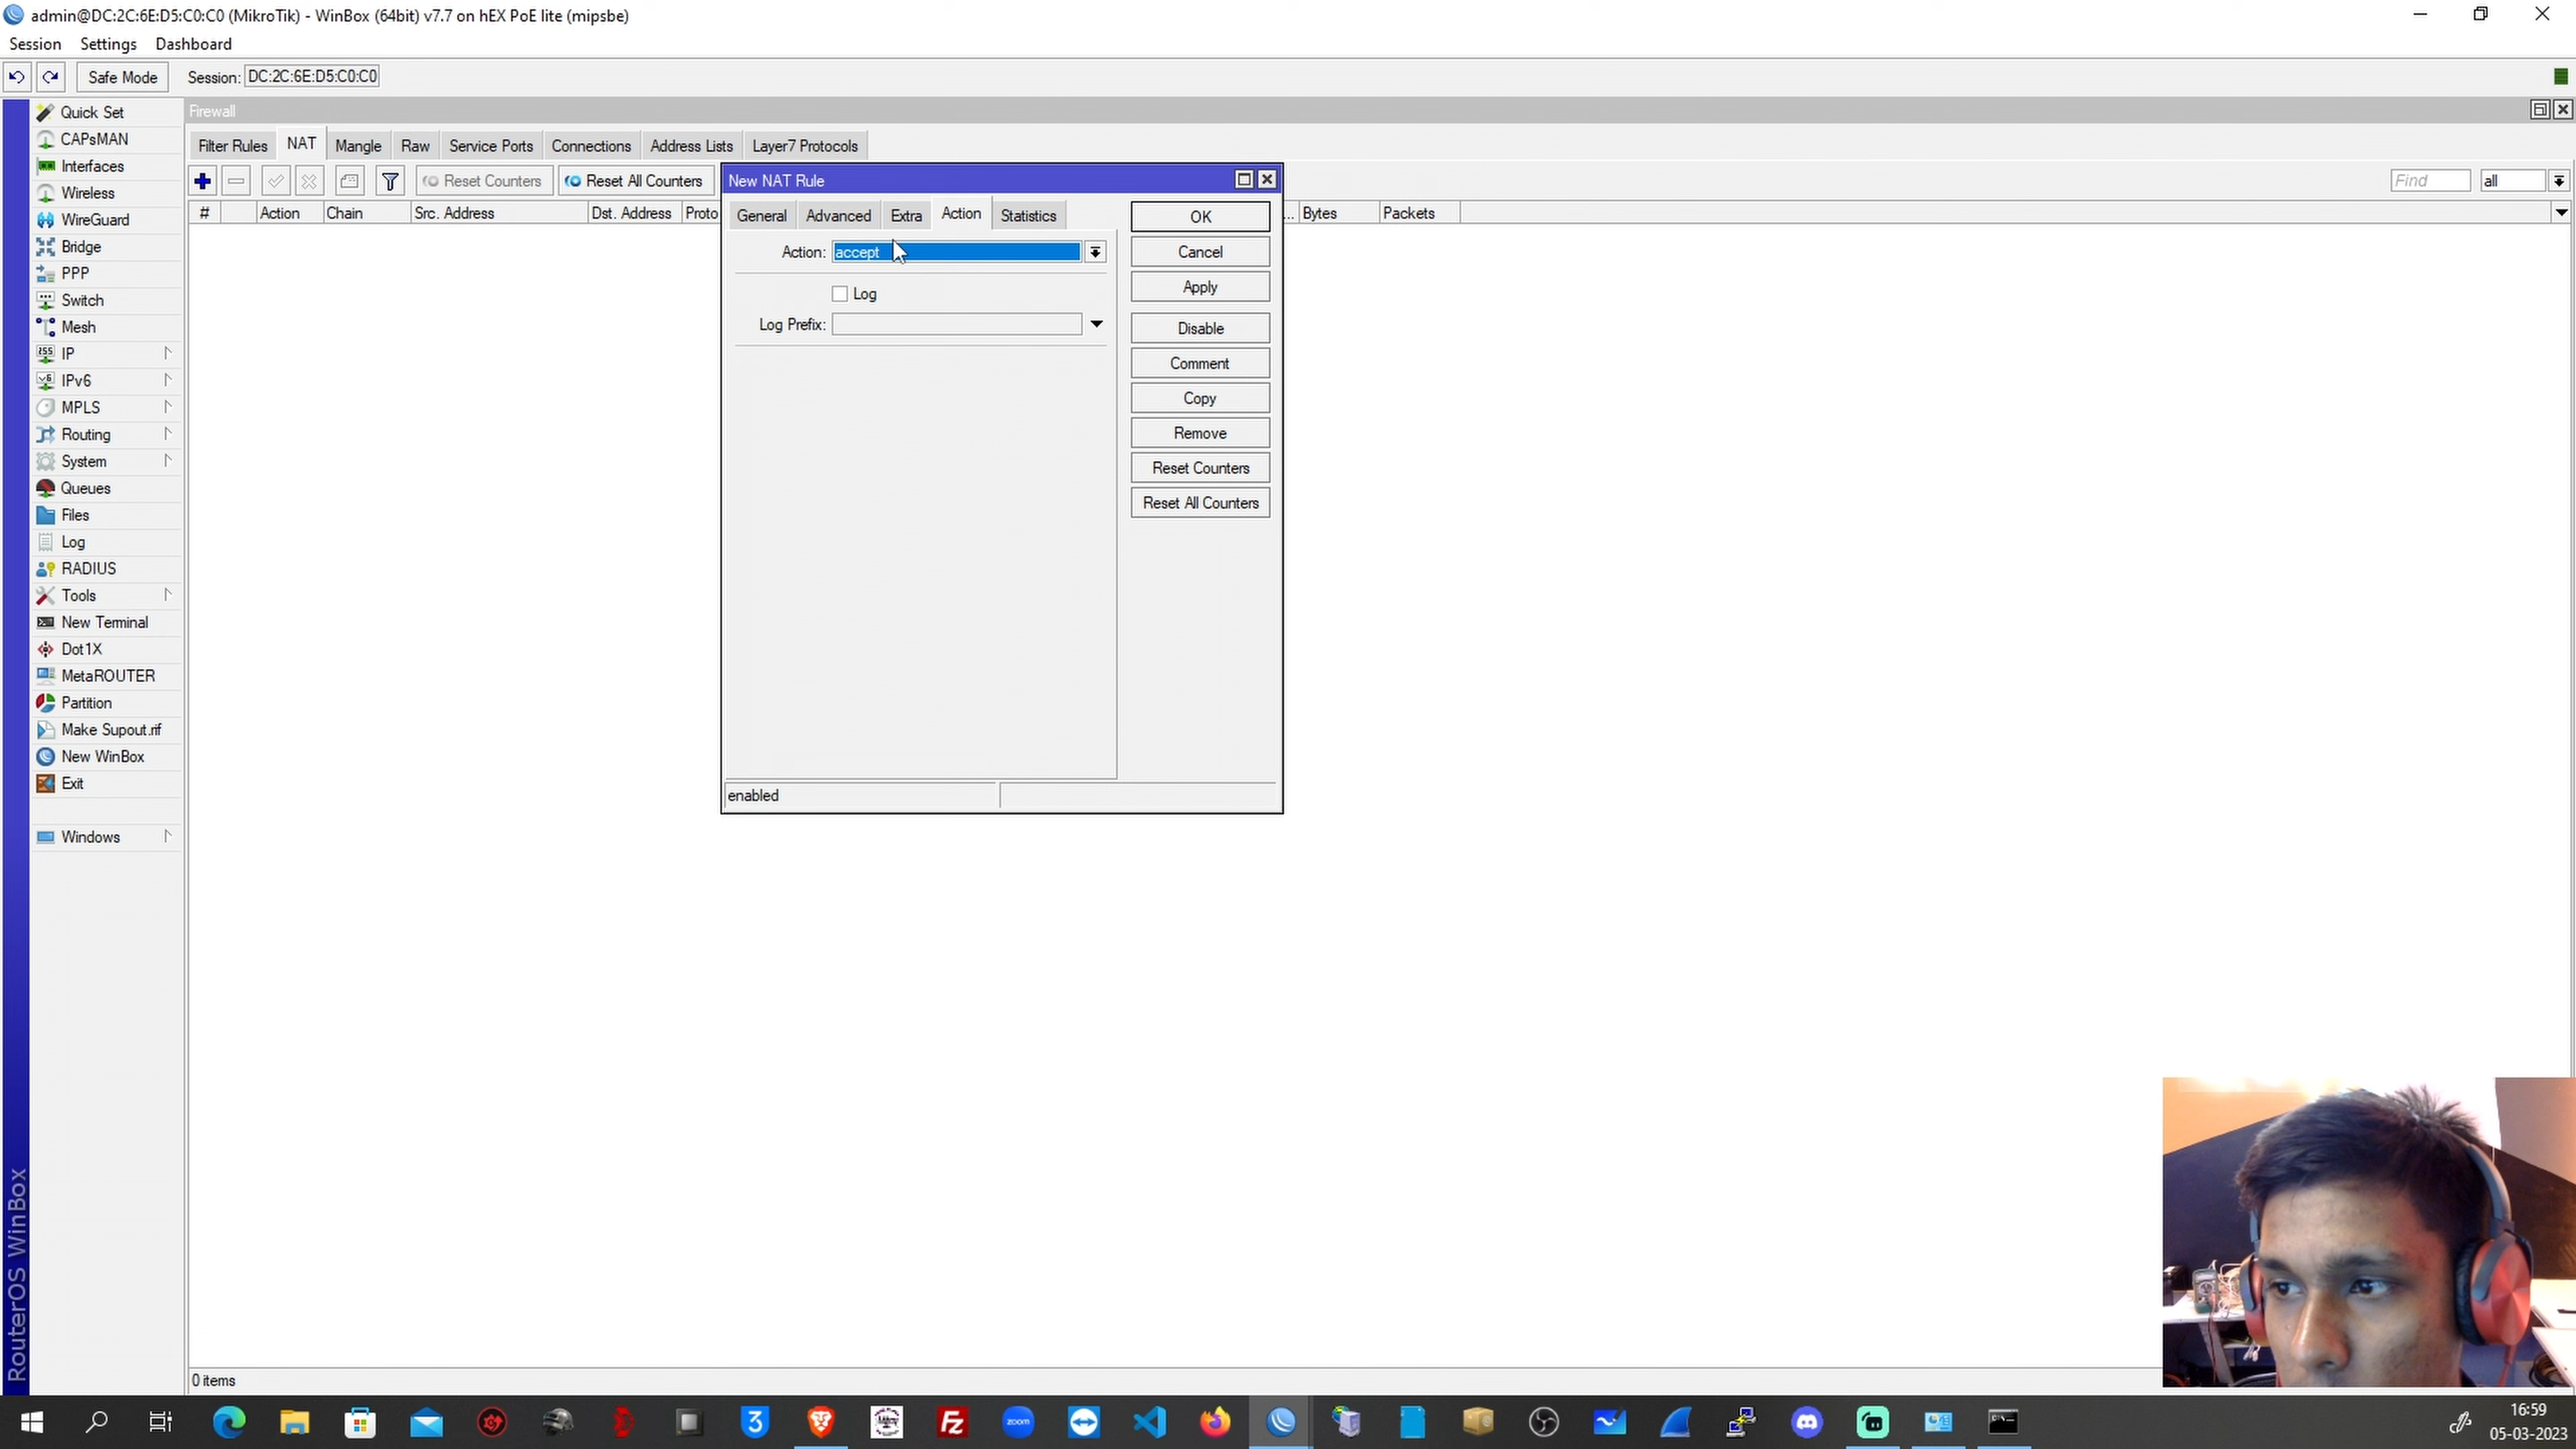 admin@DC:2C:6E:D5:C0:C0 (MikroTik) - WinBox (64bit) v7.7 on hEX PoE lite (mipsbe)
Session Settings Dashboard
Safe Mode Session: DC:2C:6E:D5:C0:C0
Firewall
Filter Rules NAT Mangle Raw Service Ports Connections Address Lists Layer7 Protocols
Reset Counters Reset All Counters Find all
# Action Chain Src. Address Dst. Address Proto ... Bytes Packets
New NAT Rule
General Advanced Extra Action Statistics
Action: accept
Log
Log Prefix:
OK
Cancel
Apply
Disable
Comment
Copy
Remove
Reset Counters
Reset All Counters
enabled
Quick Set
CAPsMAN
Interfaces
Wireless
WireGuard
Bridge
PPP
Switch
Mesh
255 IP
v6 IPv6
MPLS
Routing
System
Queues
Files
Log
RADIUS
Tools
New Terminal
Dot1X
MetaROUTER
Partition
Make Supout.rif
New WinBox
Exit
Windows
RouterOS WinBox
0 items
3 Fz zoom
16:59
05-03-2023